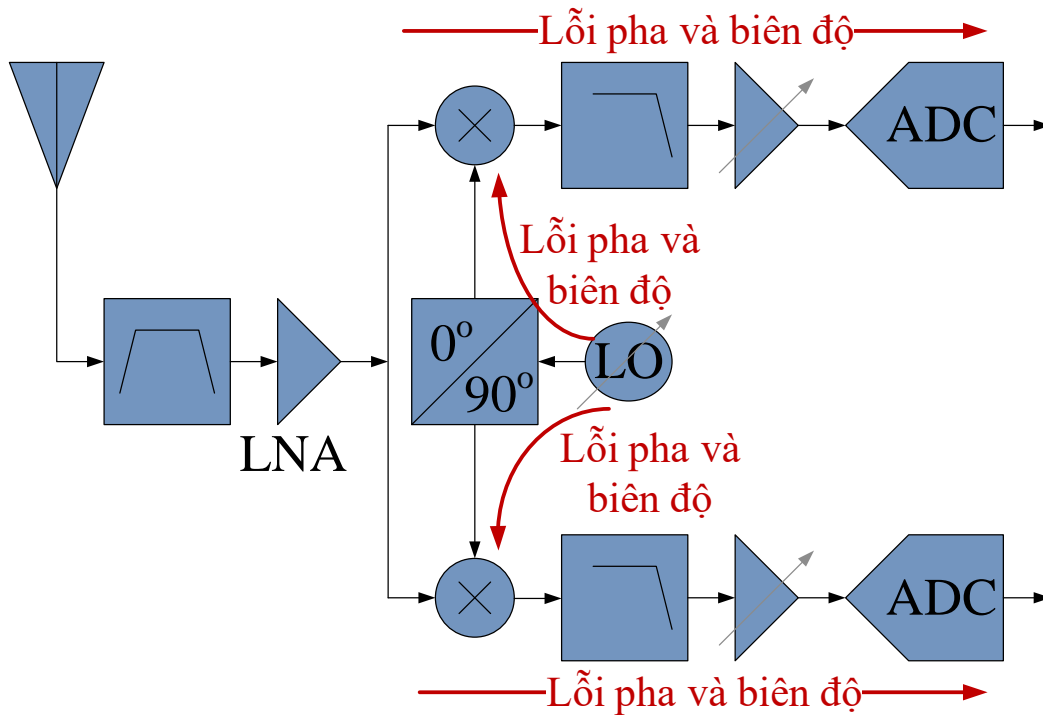 Lỗi pha và biên độ
ADC
Lỗi pha và
biên độ
0º
90º
LO
LNA
Lỗi pha và
biên độ
ADC
Lỗi pha và biên độ